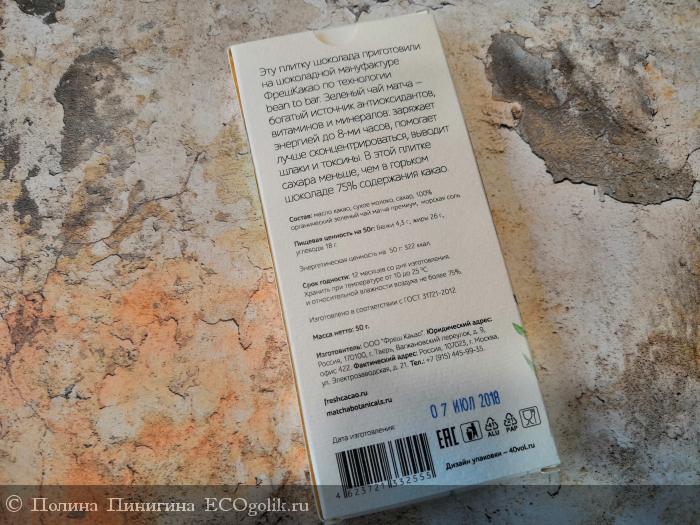 Эту плитку шоколада приготовили
на шоколадной мануфактуре
ФрешКакао по технологии
bean to bar. Зеленый чай матча –
богатый источник антиоксидантов,
витаминов и минералов: заряжает
энергией до 8-ми часов, помогает
лучше сконцентрироваться, выводит
шлаки и токсины. В этой плитке
сахара меньше, чем в горьком
шоколаде 75% содержания какао.
Состав: масло какао, сухое молоко, сахар, 100%
органический зеленый чай матча премиум, морская соль
Пищевая ценность на 50г: белки 4,3 г., жиры 26 г.,
углеводы 18 г.
Энергетическая ценность на 50 г: 322 ккал.
Срок годности: 12 месяцев со дня изготовления.
Хранить при температуре от 10 до 25 °C
и относительной влажности воздуха не более 75%.
Изготовлено в соответствии с ГОСТ 31721-2012
Масса нетто: 50 г.
Изготовитель: ООО "Фреш Какао". Юридический адрес:
Россия, 170100, г. Тверь, Вагжановский переулок, д. 9,
офис 422. Фактический адрес: Россия, 107023, г. Москва,
ул. Электрозаводская, д. 21. Тел.: +7 (915) 445-99-35.
freshcacao.ru
matchabotanicals.ru
Дата изготовления:
07 ИЮЛ 2018
EAC
41
ALU
21
PAP
4 623721 332555
Дизайн упаковки – 40vol.ru
© Полина Пинигина ECOgolik.ru